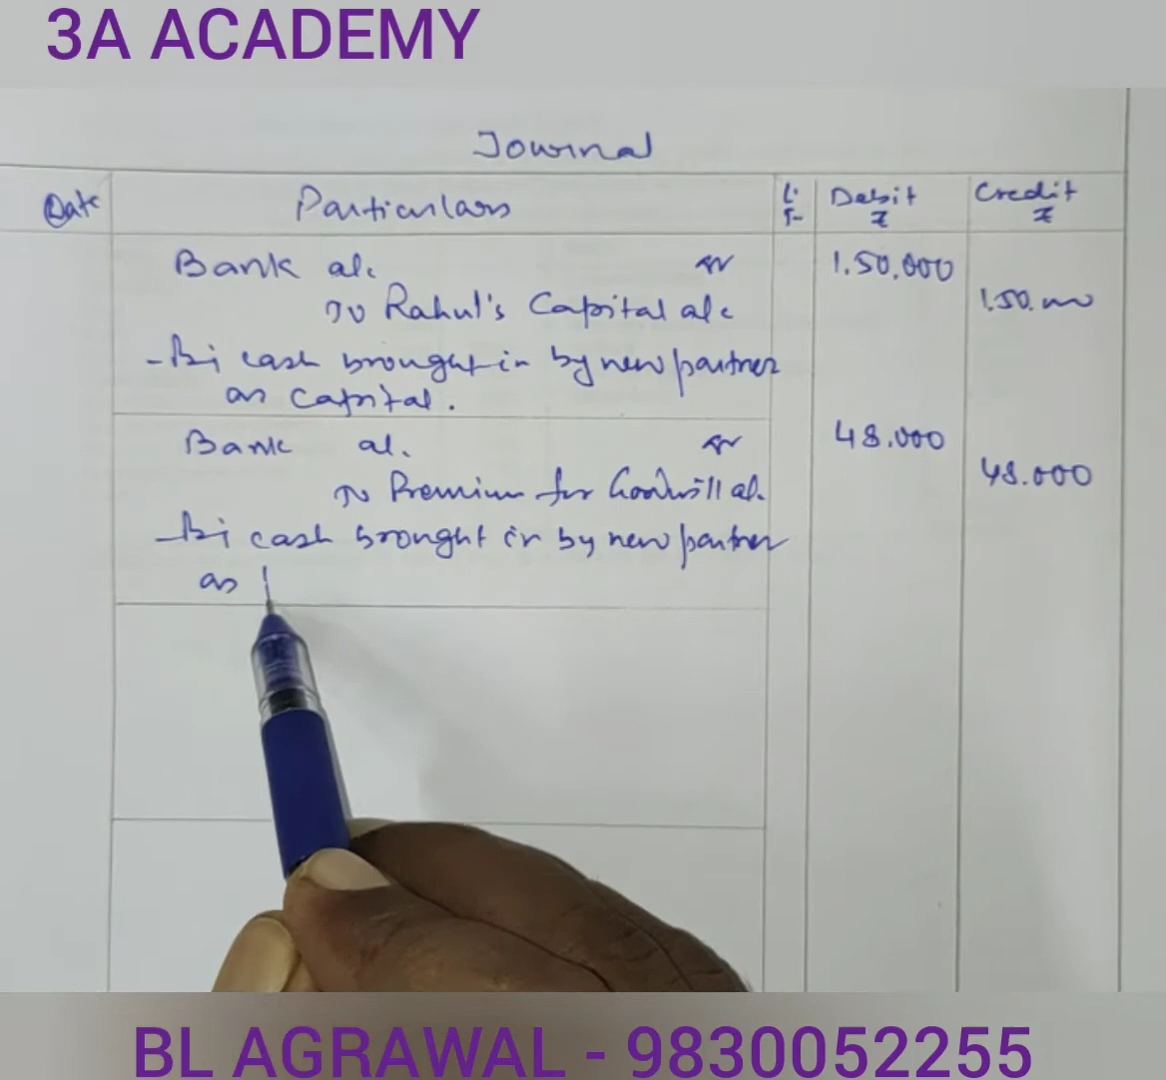 3A ACADEMY
Journal
Date Particulars L.F. Debit ₹ Credit ₹
Bank a/c Dr 1.50,000
To Rahul's Capital a/c 1.50.000
- Bi cash brought in by new partner
as capital.
Bank a/c Dr 48.000
To Premium for Goodwill a/c 48.000
- Bi cash brought in by new partner
as
BL AGRAWAL - 9830052255